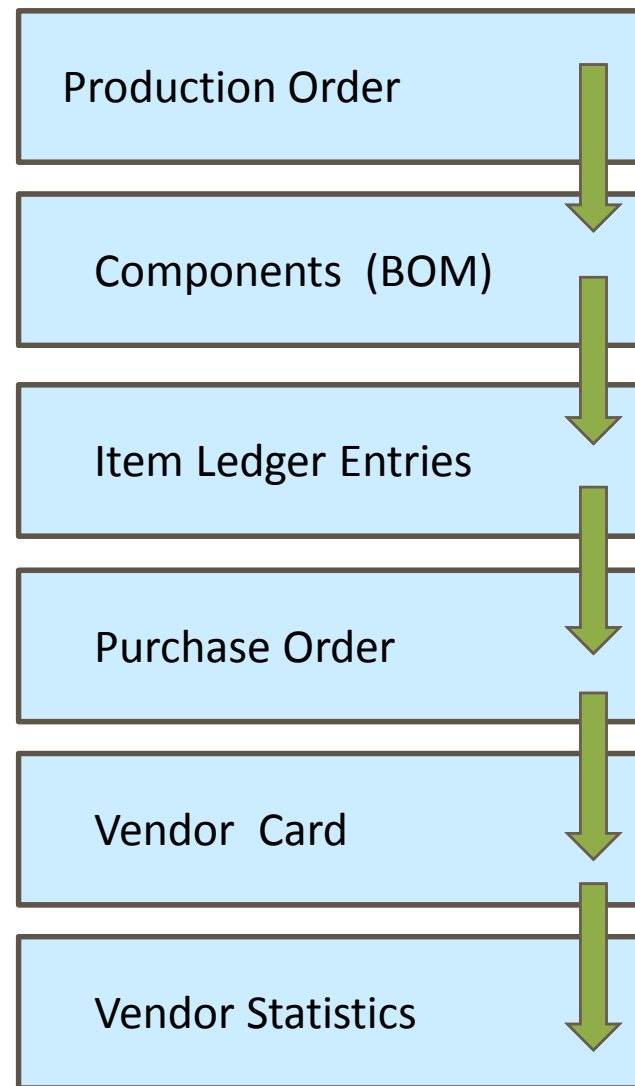 Production Order
Components (BOM)
Item Ledger Entries
Purchase Order
Vendor Card
Vendor Statistics